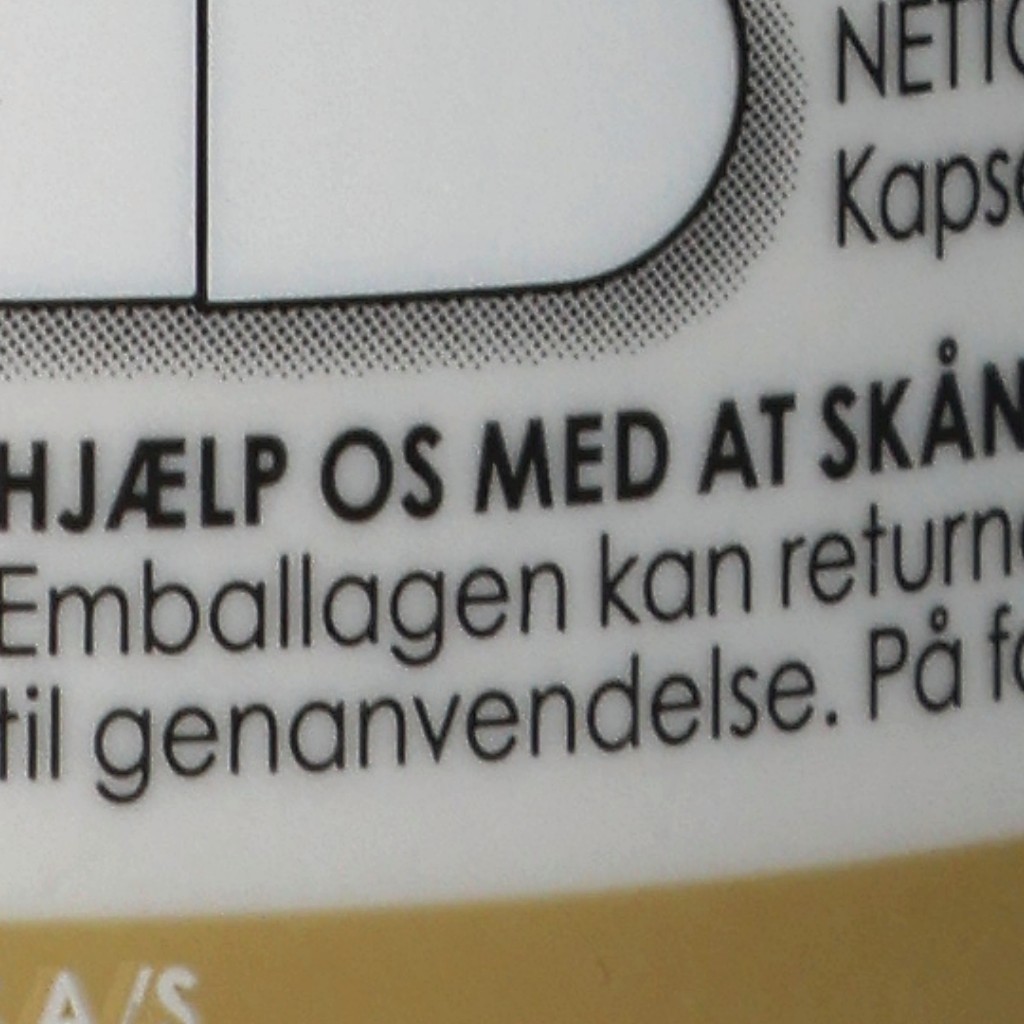 NETTO
Kapse
HJÆLP OS MED AT SKÅN
Emballagen kan return
til genanvendelse. På fo
A/S